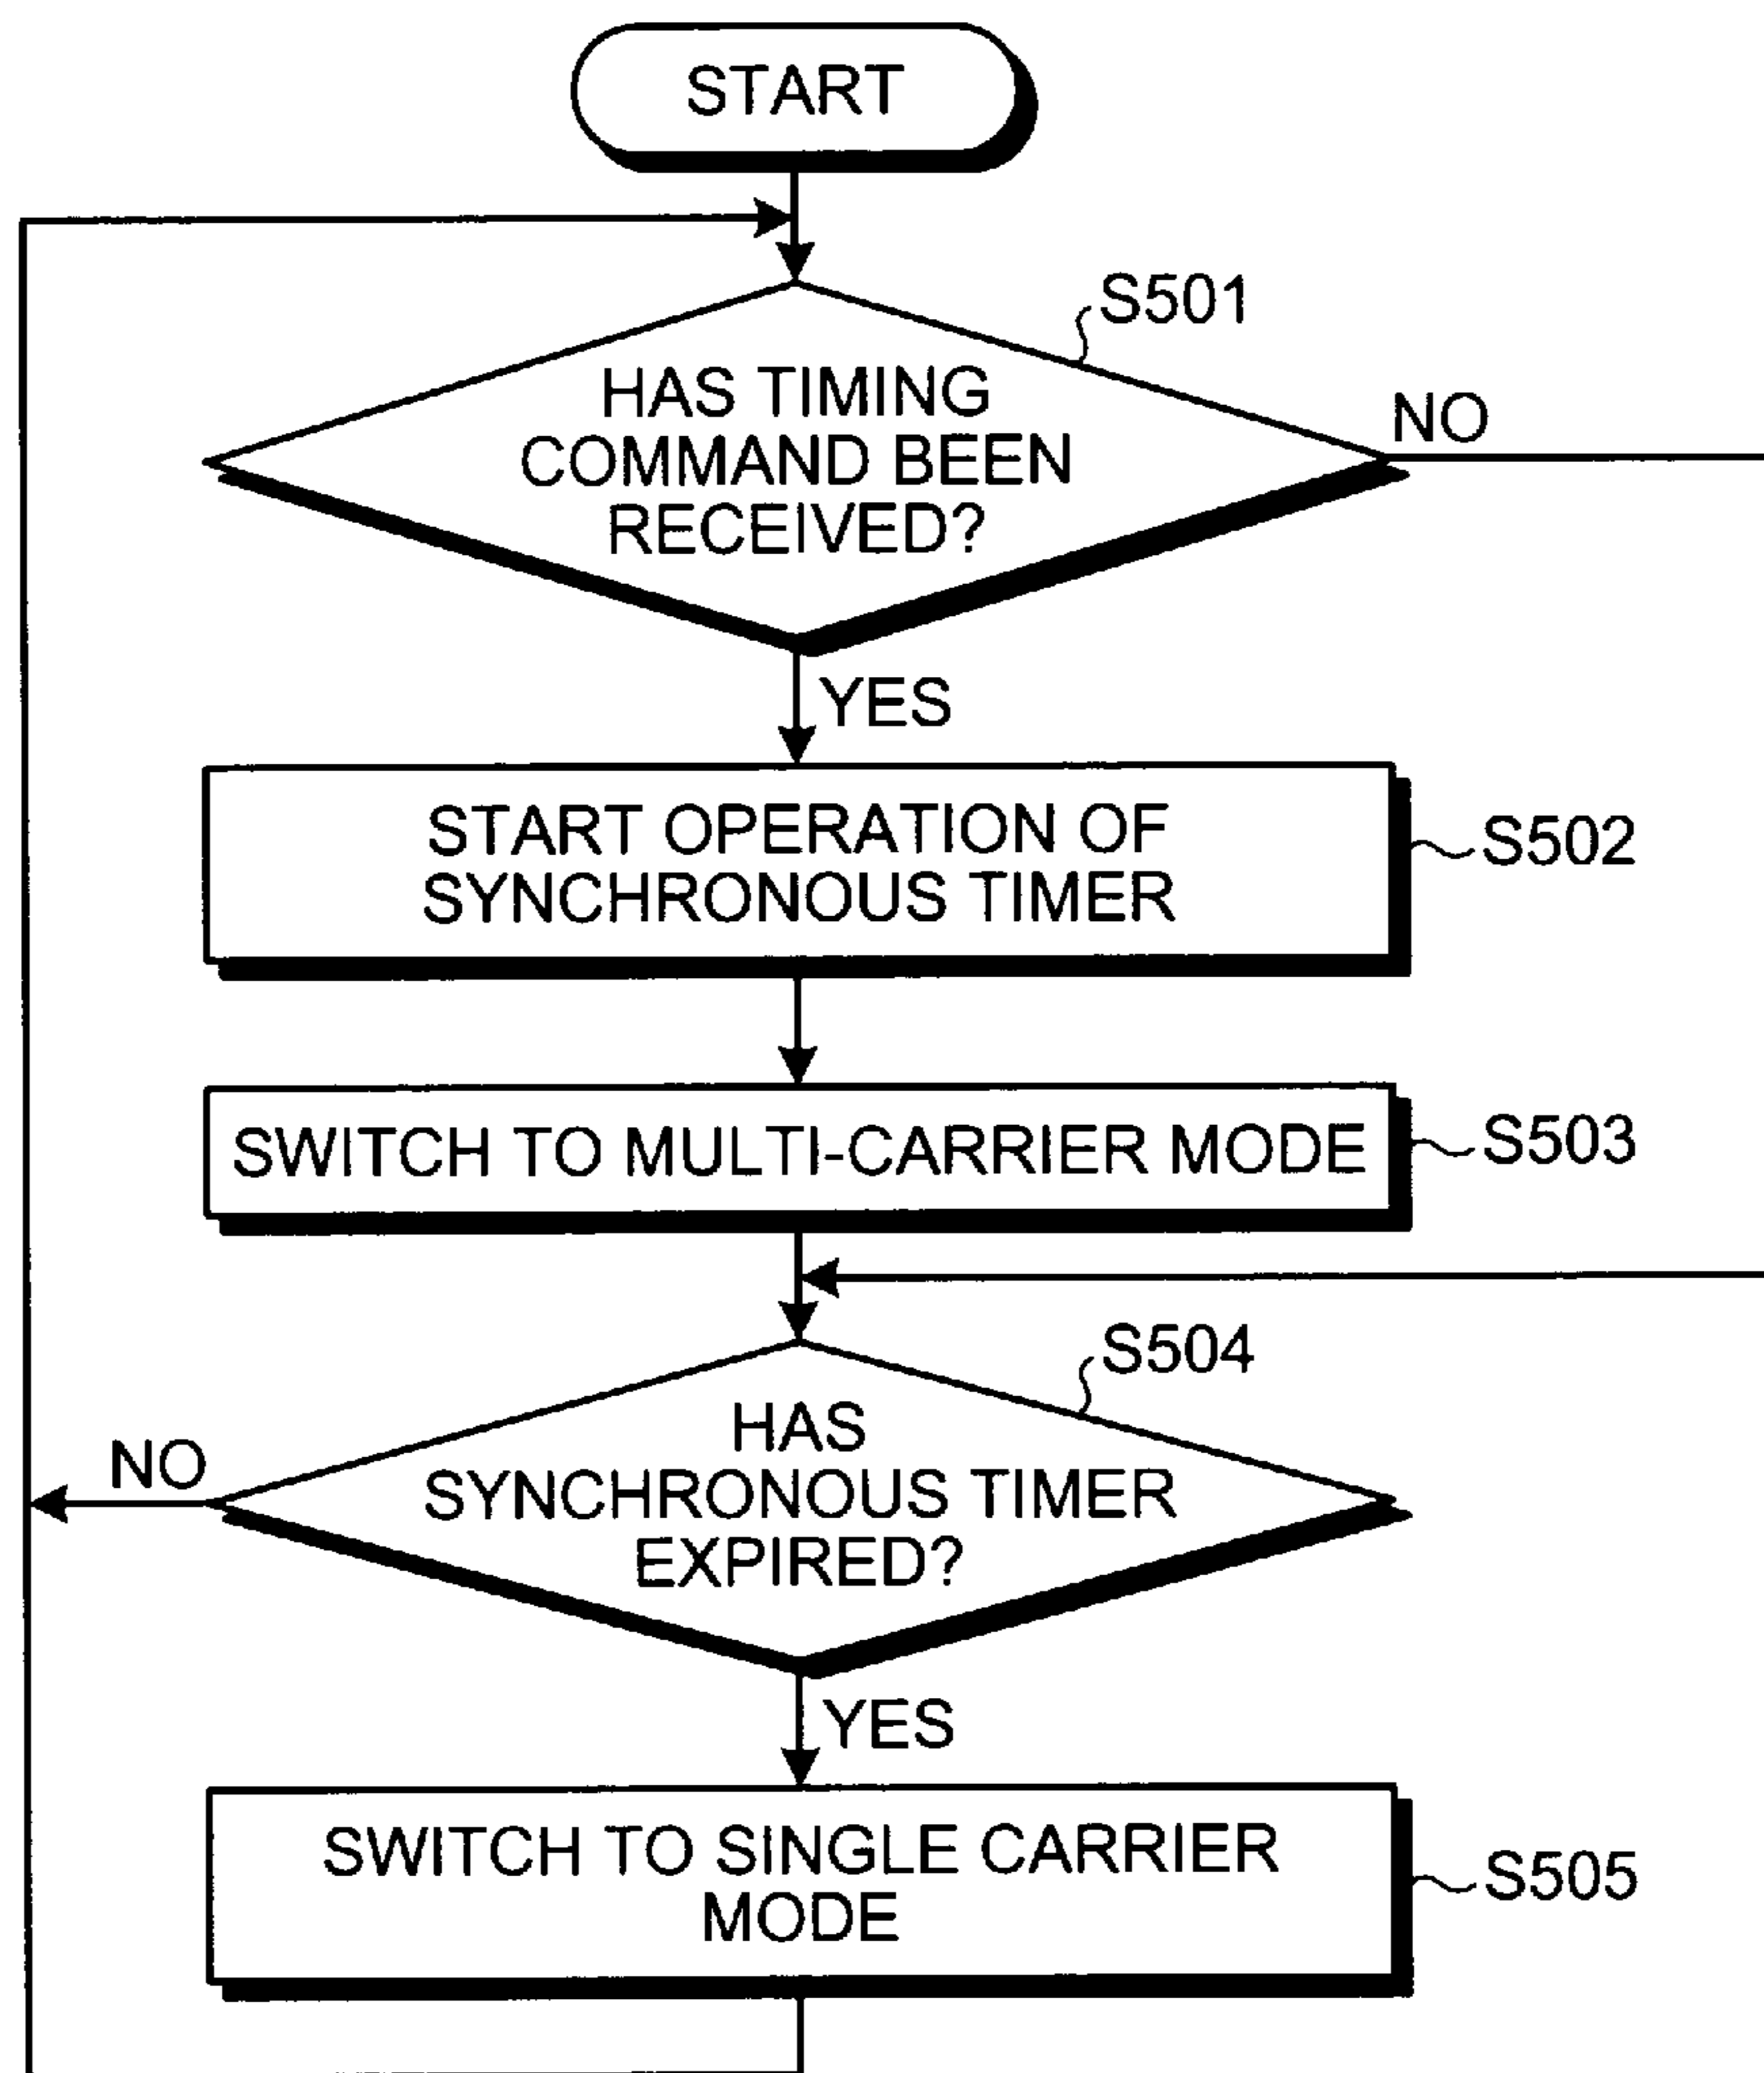 START
S501
HAS TIMING
COMMAND BEEN
RECEIVED?
NO
YES
START OPERATION OF
SYNCHRONOUS TIMER
S502
SWITCH TO MULTI-CARRIER MODE
S503
S504
HAS
SYNCHRONOUS TIMER
EXPIRED?
NO
YES
SWITCH TO SINGLE CARRIER
MODE
S505